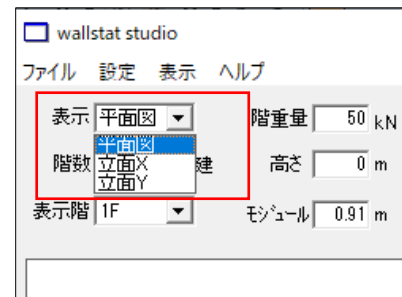 wallstat studio
ファイル 設定 表示 ヘルプ
表示 平面図 階重量 50 kN
平面図
階数 立面X 建 高さ 0 m
立面Y
表示階 1F モジュール 0.91 m